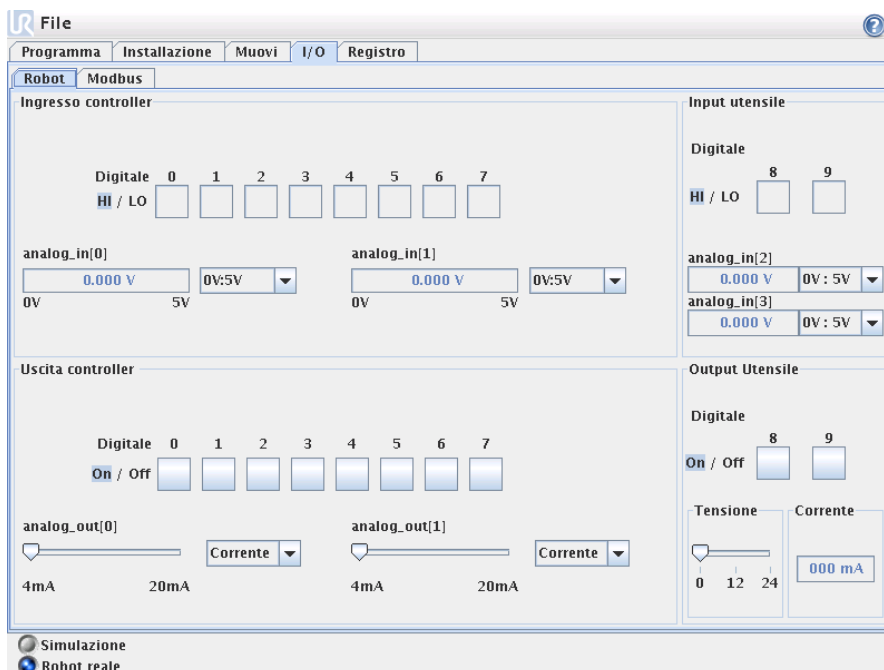 UR File ?
Programma Installazione Muovi I/O Registro
Robot Modbus
Ingresso controller
Digitale 0 1 2 3 4 5 6 7
HI / LO
analog_in[0]
0.000 V 0V:5V
0V 5V
analog_in[1]
0.000 V 0V:5V
0V 5V
Input utensile
Digitale
8 9
HI / LO
analog_in[2]
0.000 V 0V : 5V
analog_in[3]
0.000 V 0V : 5V
Uscita controller
Digitale 0 1 2 3 4 5 6 7
On / Off
analog_out[0]
Corrente
4mA 20mA
analog_out[1]
Corrente
4mA 20mA
Output Utensile
Digitale
8 9
On / Off
Tensione
0 12 24
Corrente
000 mA
Simulazione
Robot reale